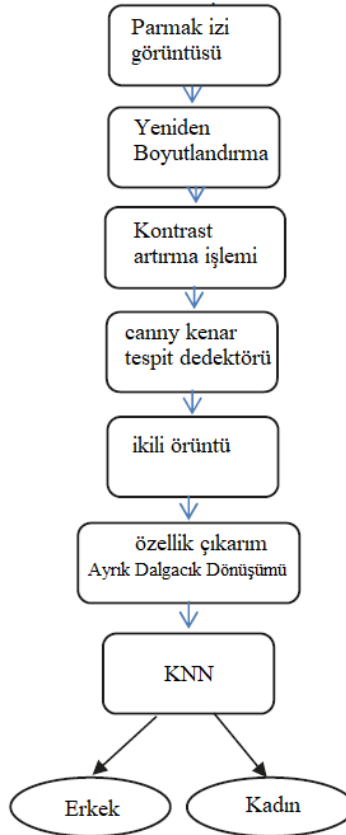 Parmak izi
görüntüsü
Yeniden
Boyutlandırma
Kontrast
artırma işlemi
canny kenar
tespit dedektörü
ikili örüntü
özellik çıkarım
Ayrık Dalgacık Dönüşümü
KNN
Erkek
Kadın